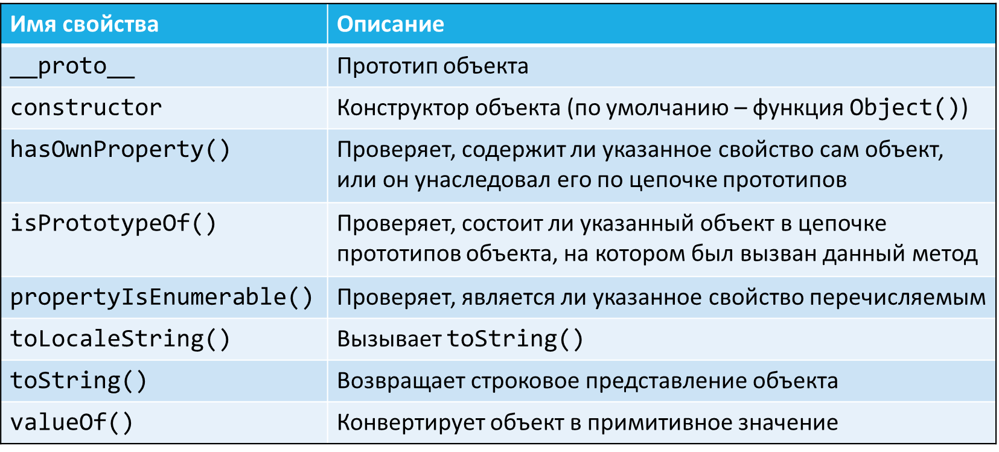 Имя свойства Описание
__proto__ Прототип объекта
constructor Конструктор объекта (по умолчанию – функция Object())
hasOwnProperty() Проверяет, содержит ли указанное свойство сам объект,
или он унаследовал его по цепочке прототипов
isPrototypeOf() Проверяет, состоит ли указанный объект в цепочке
прототипов объекта, на котором был вызван данный метод
propertyIsEnumerable() Проверяет, является ли указанное свойство перечисляемым
toLocaleString() Вызывает toString()
toString() Возвращает строковое представление объекта
valueOf() Конвертирует объект в примитивное значение